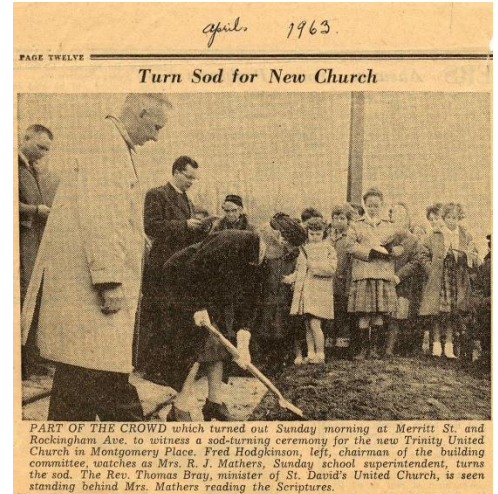 April 1963.
PAGE TWELVE
Turn Sod for New Church
PART OF THE CROWD which turned out Sunday morning at Merritt St. and
Rockingham Ave. to witness a sod-turning ceremony for the new Trinity United
Church in Montgomery Place. Fred Hodgkinson, left, chairman of the building
committee, watches as Mrs. R. J. Mathers, Sunday school superintendent, turns
the sod. The Rev. Thomas Bray, minister of St. David's United Church, is seen
standing behind Mrs. Mathers reading the Scriptures.